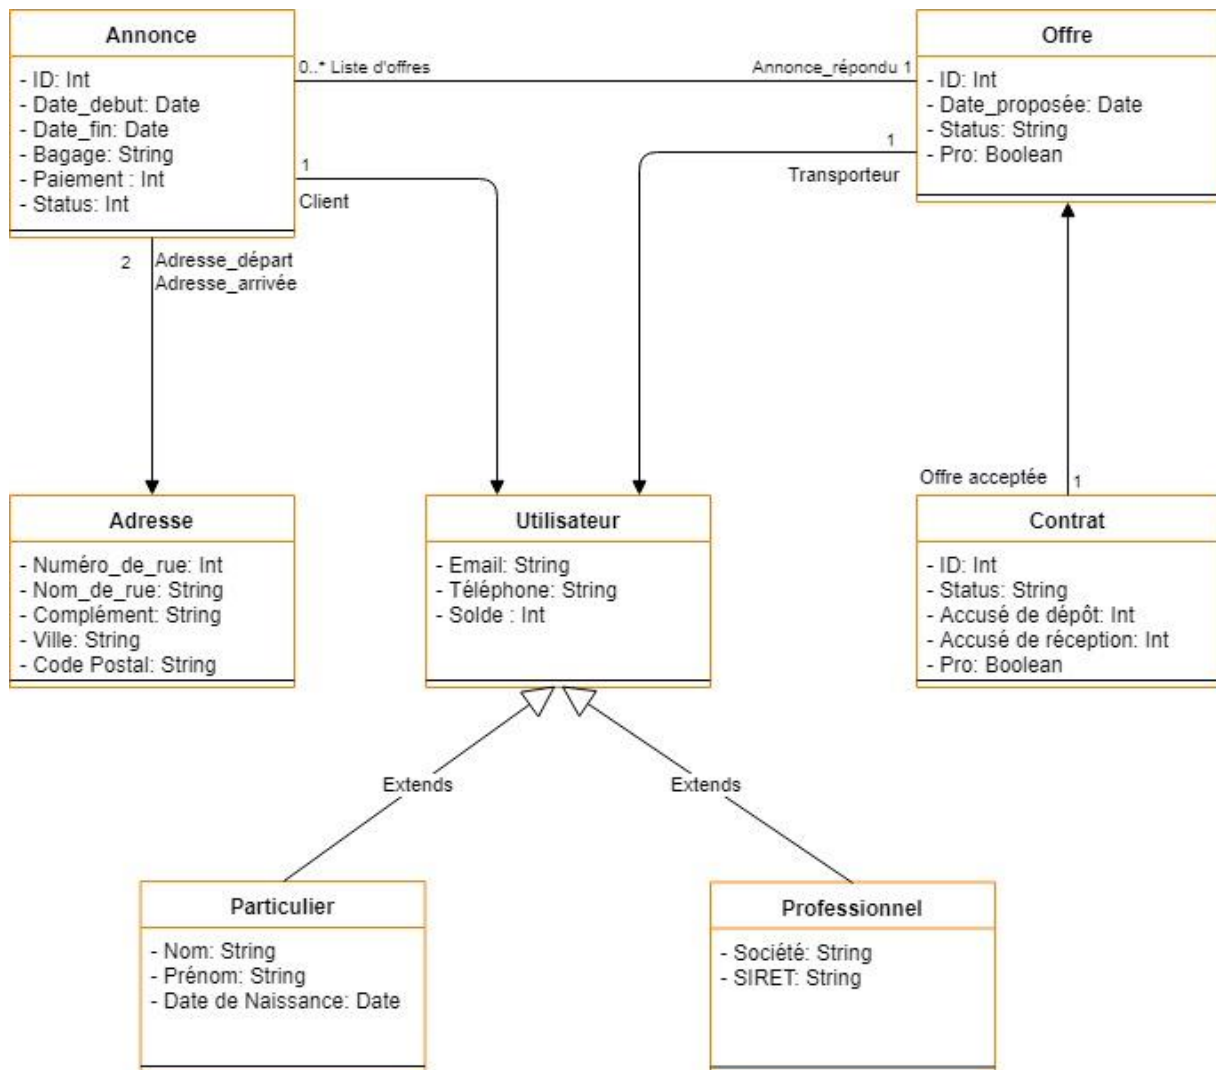 Annonce
- ID: Int
- Date_debut: Date
- Date_fin: Date
- Bagage: String
- Paiement : Int
- Status: Int
0..* Liste d'offres
Annonce_répondu 1
Offre
- ID: Int
- Date_proposée: Date
- Status: String
- Pro: Boolean
1
Client
1
Transporteur
2
Adresse_départ
Adresse_arrivée
Adresse
- Numéro_de_rue: Int
- Nom_de_rue: String
- Complément: String
- Ville: String
- Code Postal: String
Utilisateur
- Email: String
- Téléphone: String
- Solde : Int
Offre acceptée
1
Contrat
- ID: Int
- Status: String
- Accusé de dépôt: Int
- Accusé de réception: Int
- Pro: Boolean
Extends
Extends
Particulier
- Nom: String
- Prénom: String
- Date de Naissance: Date
Professionnel
- Société: String
- SIRET: String